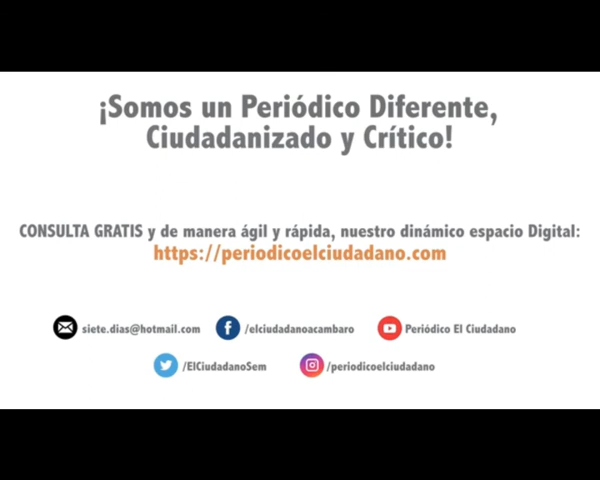 ¡Somos un Periódico Diferente,
Ciudadanizado y Crítico!
CONSULTA GRATIS y de manera ágil y rápida, nuestro dinámico espacio Digital:
https://periodicoelciudadano.com
siete.dias@hotmail.com
/elciudadanoacambaro
Periódico El Ciudadano
/ElCiudadanoSem
/periodicoelciudadano